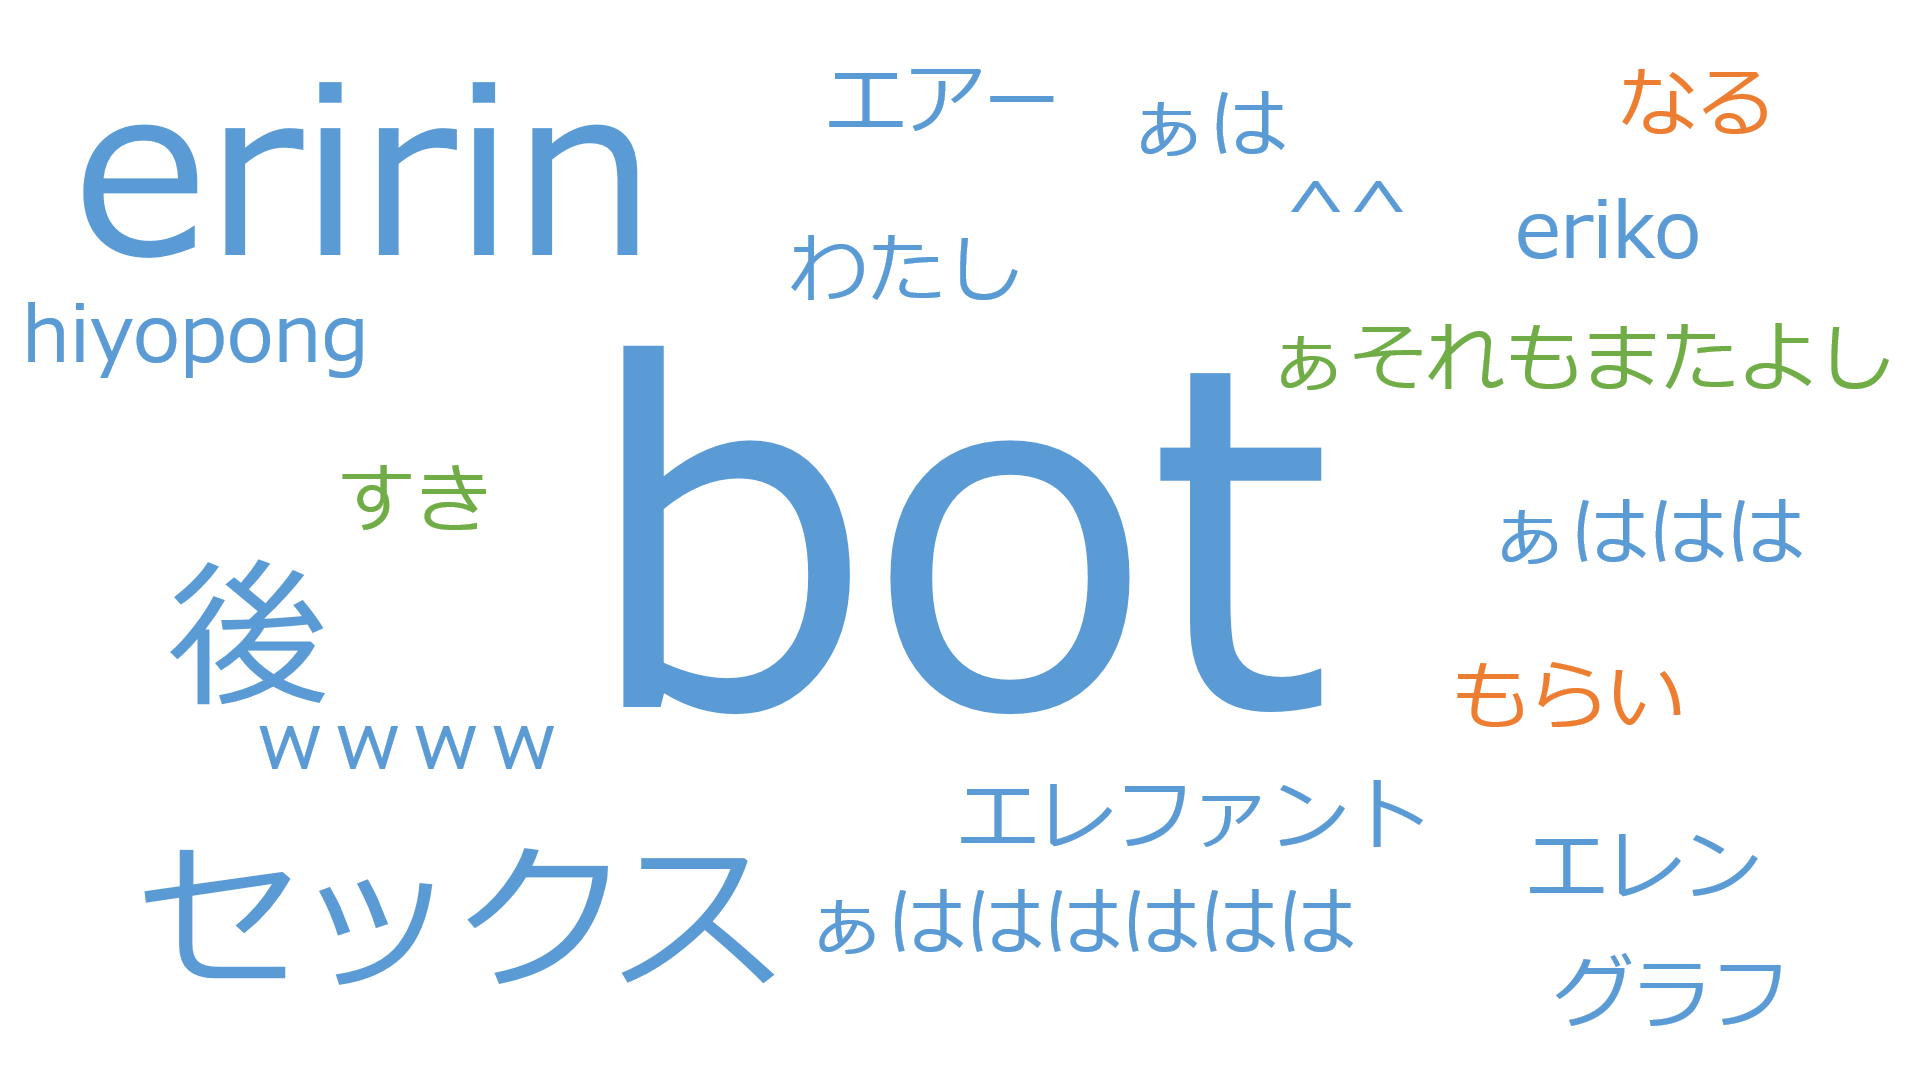 eririn
エアー
ぁは
なる
^^
eriko
わたし
hiyopong
ぁそれもまたよし
bot
すき
ぁははは
後
もらい
ｗｗｗｗ
エレファント
エレン
セックス
ぁはははははは
グラフ